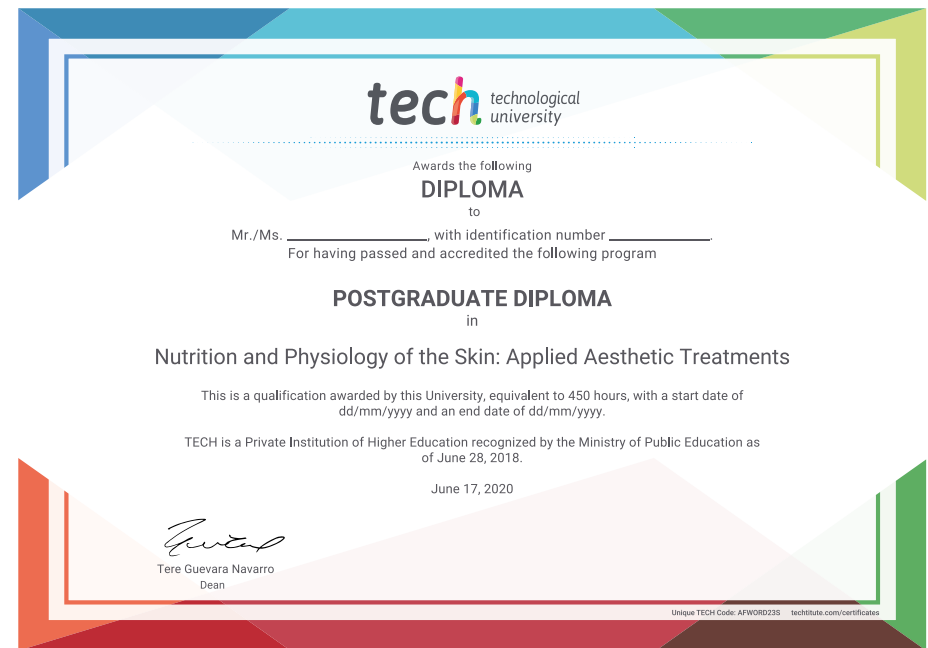 tech technological
university
Awards the following
DIPLOMA
to
Mr./Ms. ____________________, with identification number ______________.
For having passed and accredited the following program
POSTGRADUATE DIPLOMA
in
Nutrition and Physiology of the Skin: Applied Aesthetic Treatments
This is a qualification awarded by this University, equivalent to 450 hours, with a start date of
dd/mm/yyyy and an end date of dd/mm/yyyy.
TECH is a Private Institution of Higher Education recognized by the Ministry of Public Education as
of June 28, 2018.
June 17, 2020
Tere Guevara Navarro
Dean
Unique TECH Code: AFWORD23S techtitute.com/certificates